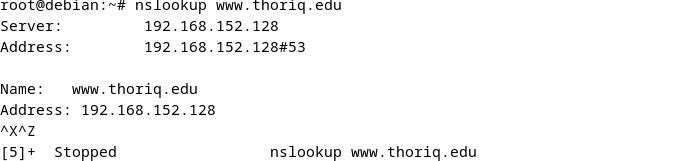 root@debian:~# nslookup www.thoriq.edu
Server:         192.168.152.128
Address:        192.168.152.128#53

Name:   www.thoriq.edu
Address: 192.168.152.128
^X^Z
[5]+  Stopped                 nslookup www.thoriq.edu